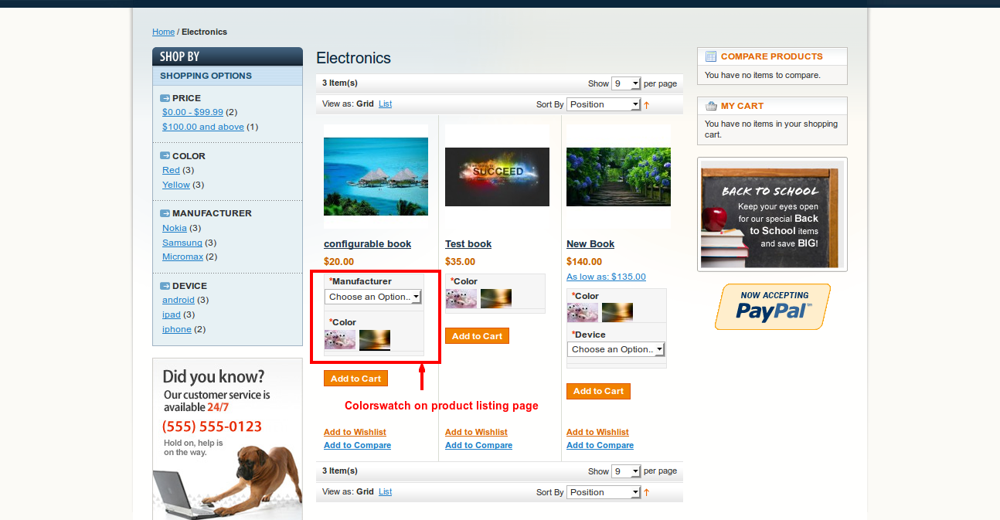 Home / Electronics
SHOP BY
SHOPPING OPTIONS
PRICE
$0.00 - $99.99 (2)
$100.00 and above (1)
COLOR
Red (3)
Yellow (3)
MANUFACTURER
Nokia (3)
Samsung (3)
Micromax (2)
DEVICE
android (3)
ipad (3)
iphone (2)
Did you know?
Our customer service is
available 24/7
(555) 555-0123
Hold on, help is
on the way.
Electronics
3 Item(s)
Show 9 per page
View as: Grid List
Sort By Position
SUCCEED
configurable book
$20.00
*Manufacturer
Choose an Option..
*Color
Add to Cart
Add to Wishlist
Add to Compare
Test book
$35.00
*Color
Add to Cart
Add to Wishlist
Add to Compare
New Book
$140.00
As low as: $135.00
*Color
*Device
Choose an Option..
Add to Cart
Add to Wishlist
Add to Compare
Colorswatch on product listing page
3 Item(s)
Show 9 per page
View as: Grid List
Sort By Position
COMPARE PRODUCTS
You have no items to compare.
MY CART
You have no items in your shopping
cart.
BACK TO SCHOOL
Keep your eyes open
for our special Back
to School items
and save BIG!
NOW ACCEPTING
PayPal™